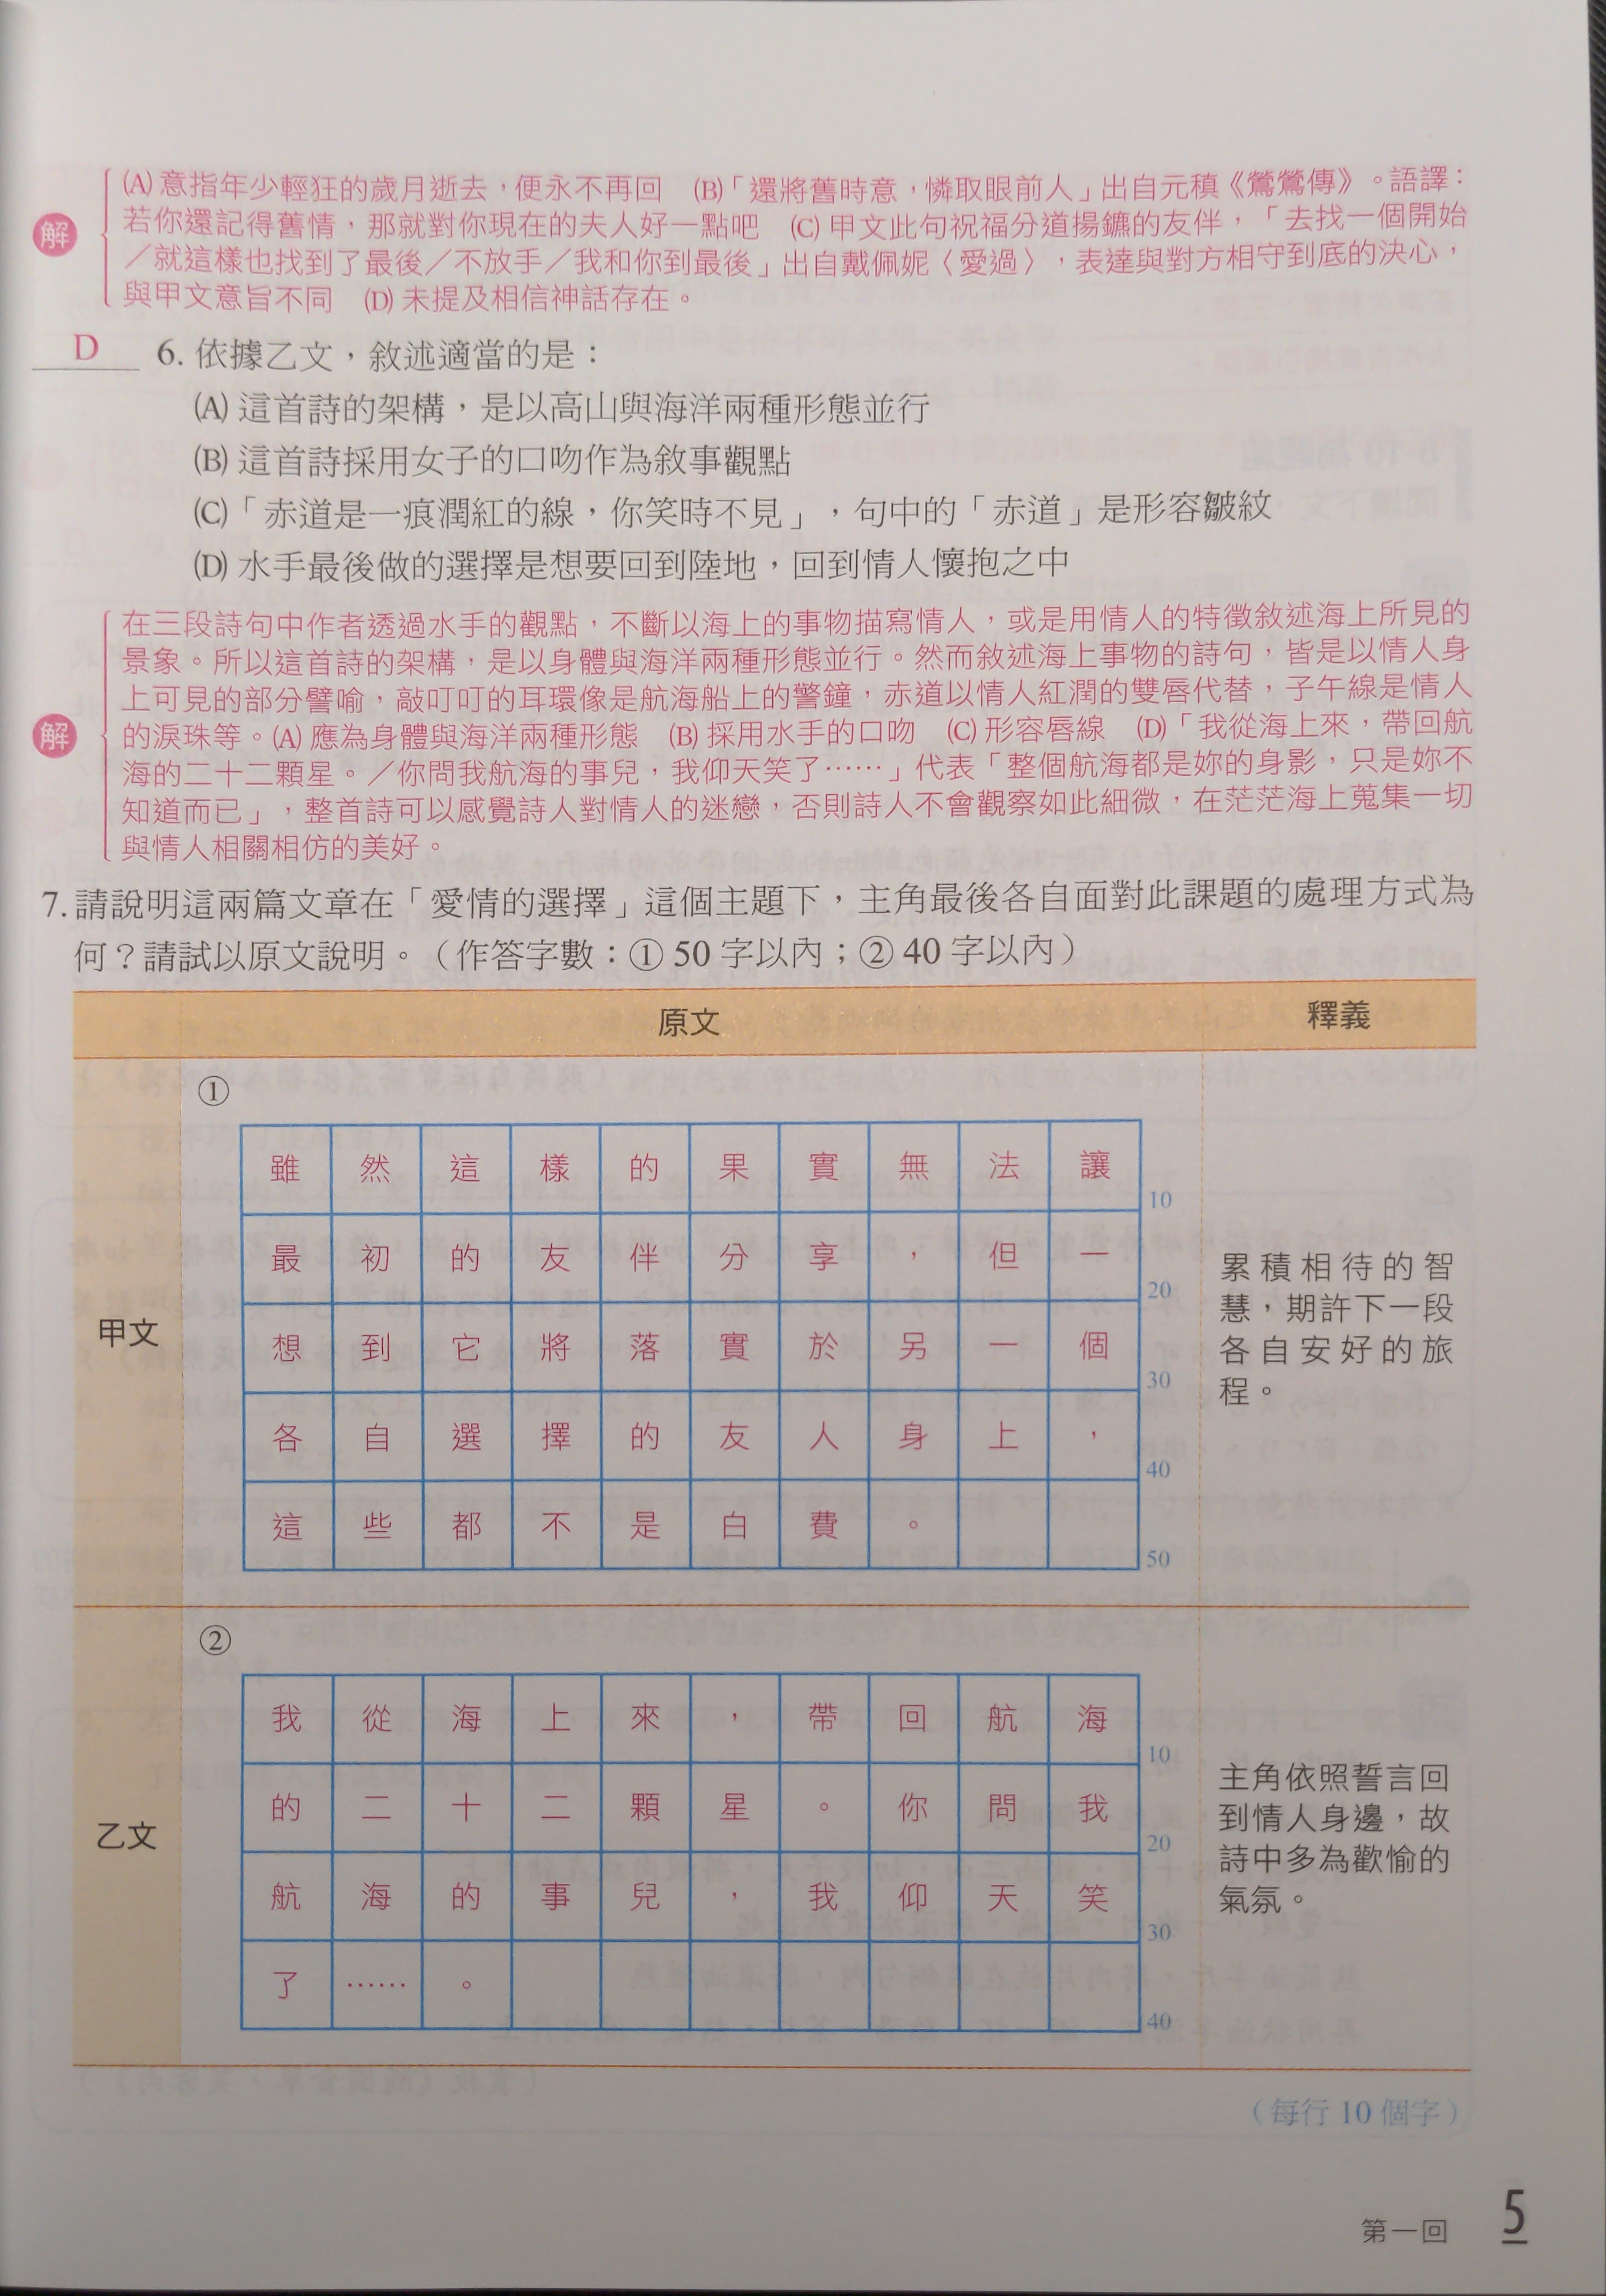 (A) 意指年少輕狂的歲月逝去，便永不再回　(B)「還將舊時意，憐取眼前人」出自元稹《鶯鶯傳》。語譯：
解 若你還記得舊情，那就對你現在的夫人好一點吧　(C) 甲文此句祝福分道揚鑣的友伴，「去找一個開始
／就這樣也找到了最後／不放手／我和你到最後」出自戴佩妮〈愛過〉，表達與對方相守到底的決心，
與甲文意旨不同　(D) 未提及相信神話存在。
D 6. 依據乙文，敘述適當的是：
(A) 這首詩的架構，是以高山與海洋兩種形態並行
(B) 這首詩採用女子的口吻作為敘事觀點
(C)「赤道是一痕潤紅的線，你笑時不見」，句中的「赤道」是形容皺紋
(D) 水手最後做的選擇是想要回到陸地，回到情人懷抱之中
在三段詩句中作者透過水手的觀點，不斷以海上的事物描寫情人，或是用情人的特徵敘述海上所見的
景象。所以這首詩的架構，是以身體與海洋兩種形態並行。然而敘述海上事物的詩句，皆是以情人身
上可見的部分譬喻，敲叮叮的耳環像是航海船上的警鐘，赤道以情人紅潤的雙唇代替，子午線是情人
解 的淚珠等。(A) 應為身體與海洋兩種形態　(B) 採用水手的口吻　(C) 形容唇線　(D)「我從海上來，帶回航
海的二十二顆星。／你問我航海的事兒，我仰天笑了……」代表「整個航海都是妳的身影，只是妳不
知道而已」，整首詩可以感覺詩人對情人的迷戀，否則詩人不會觀察如此細微，在茫茫海上蒐集一切
與情人相關相仿的美好。
7. 請說明這兩篇文章在「愛情的選擇」這個主題下，主角最後各自面對此課題的處理方式為
何？請試以原文說明。（作答字數：① 50 字以內；② 40 字以內）
原文 釋義
甲文
①
雖然這樣的果實無法讓 10
最初的友伴分享，但一 20
想到它將落實於另一個 30
各自選擇的友人身上， 40
這些都不是白費。 50
累積相待的智
慧，期許下一段
各自安好的旅
程。
乙文
②
我從海上來，帶回航海 10
的二十二顆星。你問我 20
航海的事兒，我仰天笑 30
了……。 40
主角依照誓言回
到情人身邊，故
詩中多為歡愉的
氣氛。
（每行 10 個字）
第一回 5